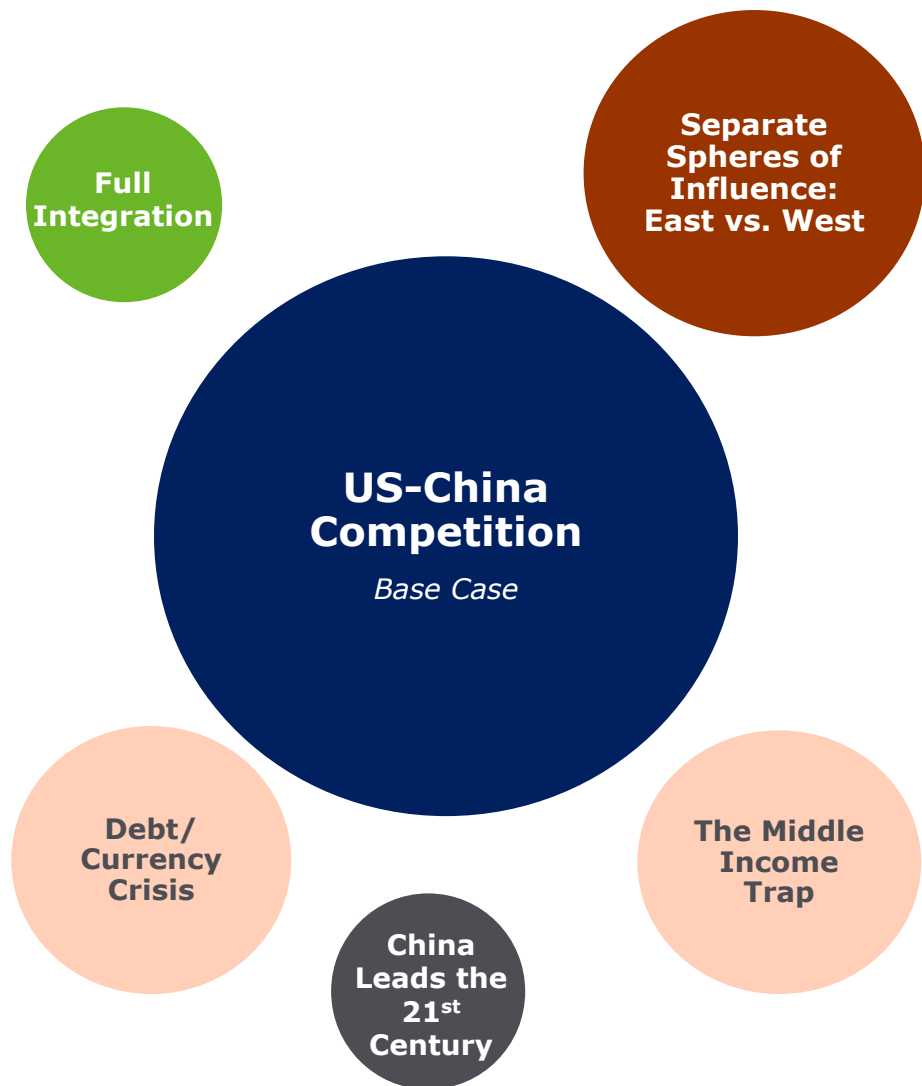 Separate
Spheres of
Influence:
East vs. West
Full
Integration
US-China
Competition
Base Case
Debt/
Currency
Crisis
The Middle
Income
Trap
China
Leads the
21st
Century